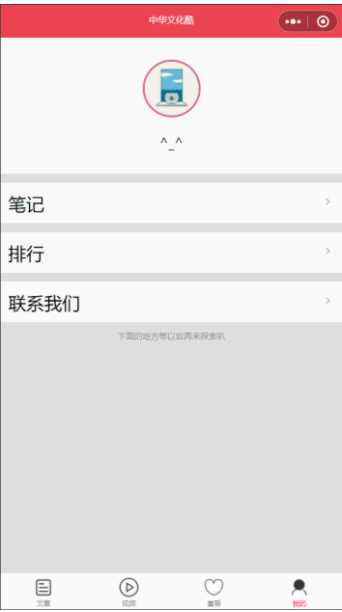 中华文化酷
^_^
笔记
排行
联系我们
下面的地方等以后再来探索叭
文章
视频
喜爱
我的